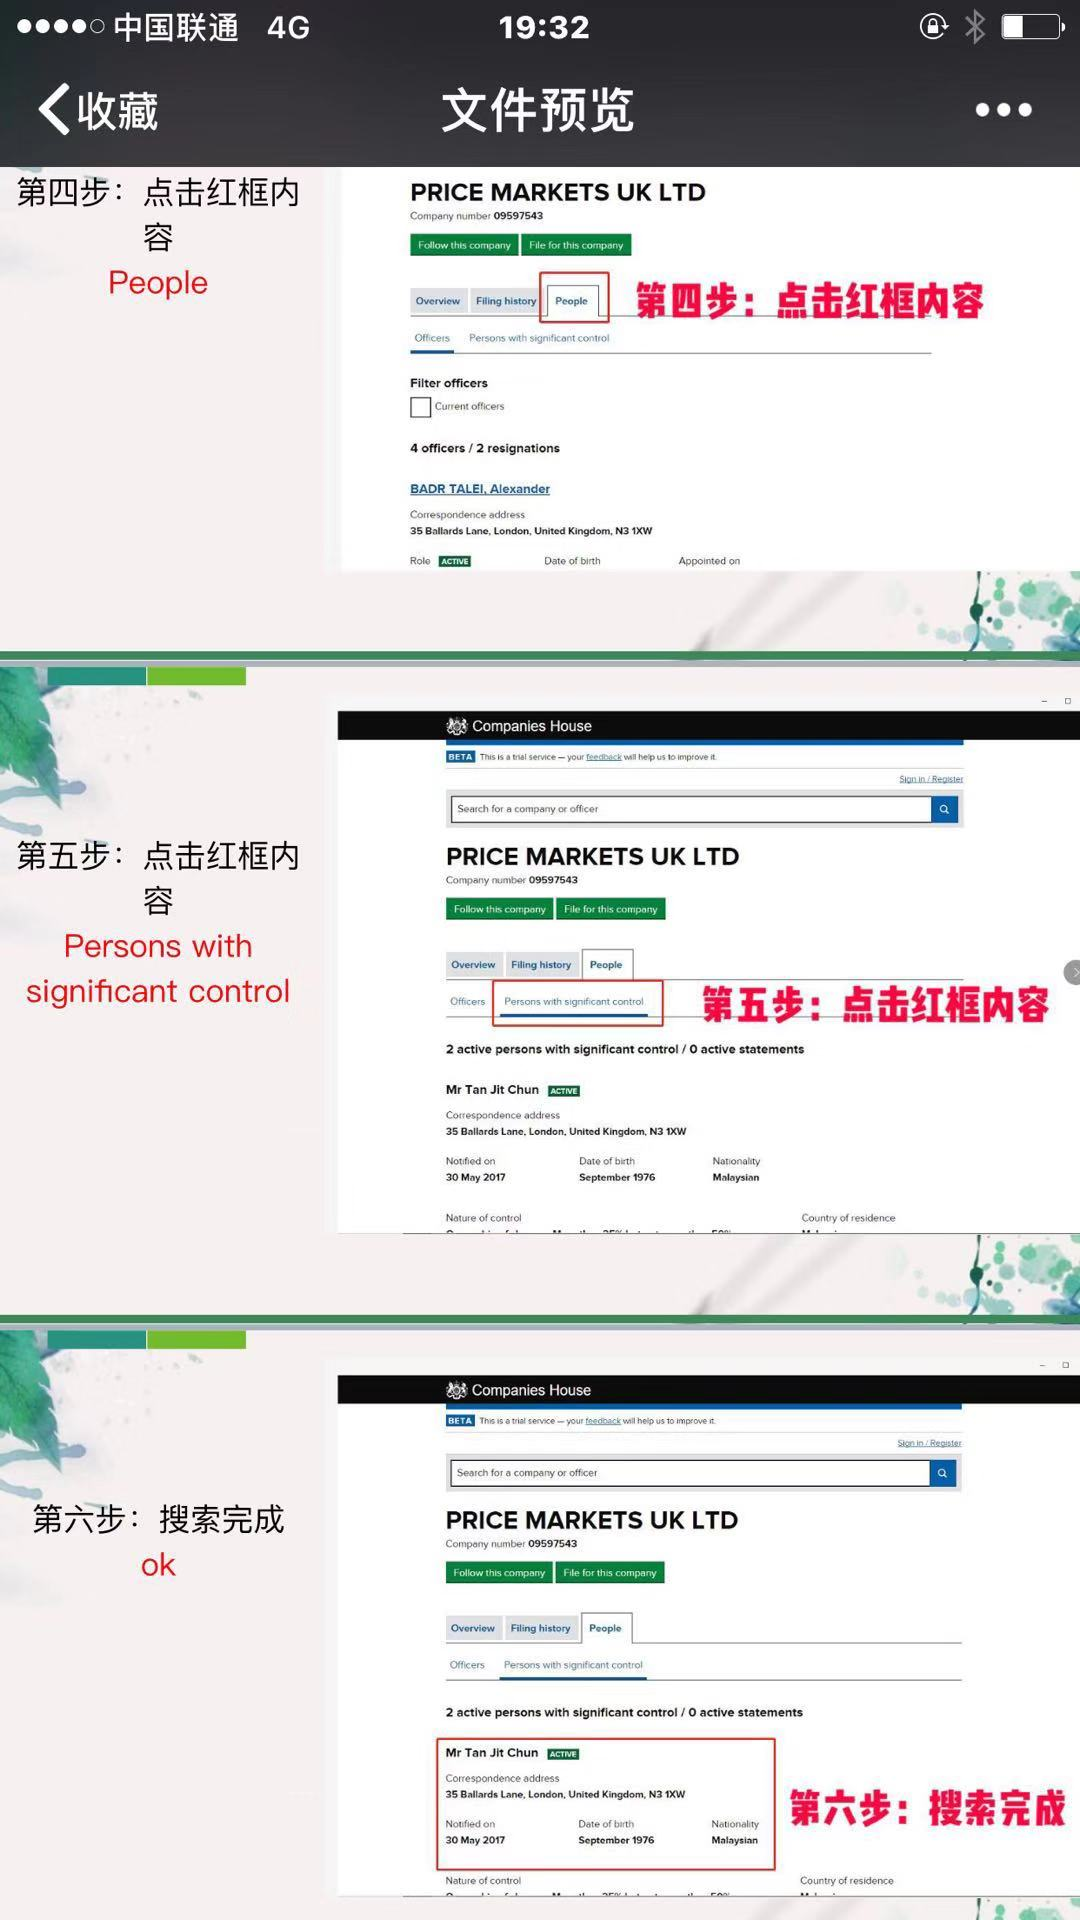 中国联通 4G 19:32
收藏 文件预览
第四步：点击红框内
容
People
PRICE MARKETS UK LTD
Company number 09597543
Follow this company File for this company
Overview Filing history People
第四步：点击红框内容
Officers Persons with significant control
Filter officers
Current officers
4 officers / 2 resignations
BADR TALEI, Alexander
Correspondence address
35 Ballards Lane, London, United Kingdom, N3 1XW
Role ACTIVE Date of birth Appointed on
第五步：点击红框内
容
Persons with
significant control
Companies House
BETA This is a trial service — your feedback will help us to improve it.
Sign in / Register
Search for a company or officer
PRICE MARKETS UK LTD
Company number 09597543
Follow this company File for this company
Overview Filing history People
Officers Persons with significant control
第五步：点击红框内容
2 active persons with significant control / 0 active statements
Mr Tan Jit Chun ACTIVE
Correspondence address
35 Ballards Lane, London, United Kingdom, N3 1XW
Notified on Date of birth Nationality
30 May 2017 September 1976 Malaysian
Nature of control Country of residence
第六步：搜索完成
ok
Companies House
BETA This is a trial service — your feedback will help us to improve it.
Sign in / Register
Search for a company or officer
PRICE MARKETS UK LTD
Company number 09597543
Follow this company File for this company
Overview Filing history People
Officers Persons with significant control
2 active persons with significant control / 0 active statements
Mr Tan Jit Chun ACTIVE
Correspondence address
35 Ballards Lane, London, United Kingdom, N3 1XW
Notified on Date of birth Nationality
30 May 2017 September 1976 Malaysian
第六步：搜索完成
Nature of control Country of residence